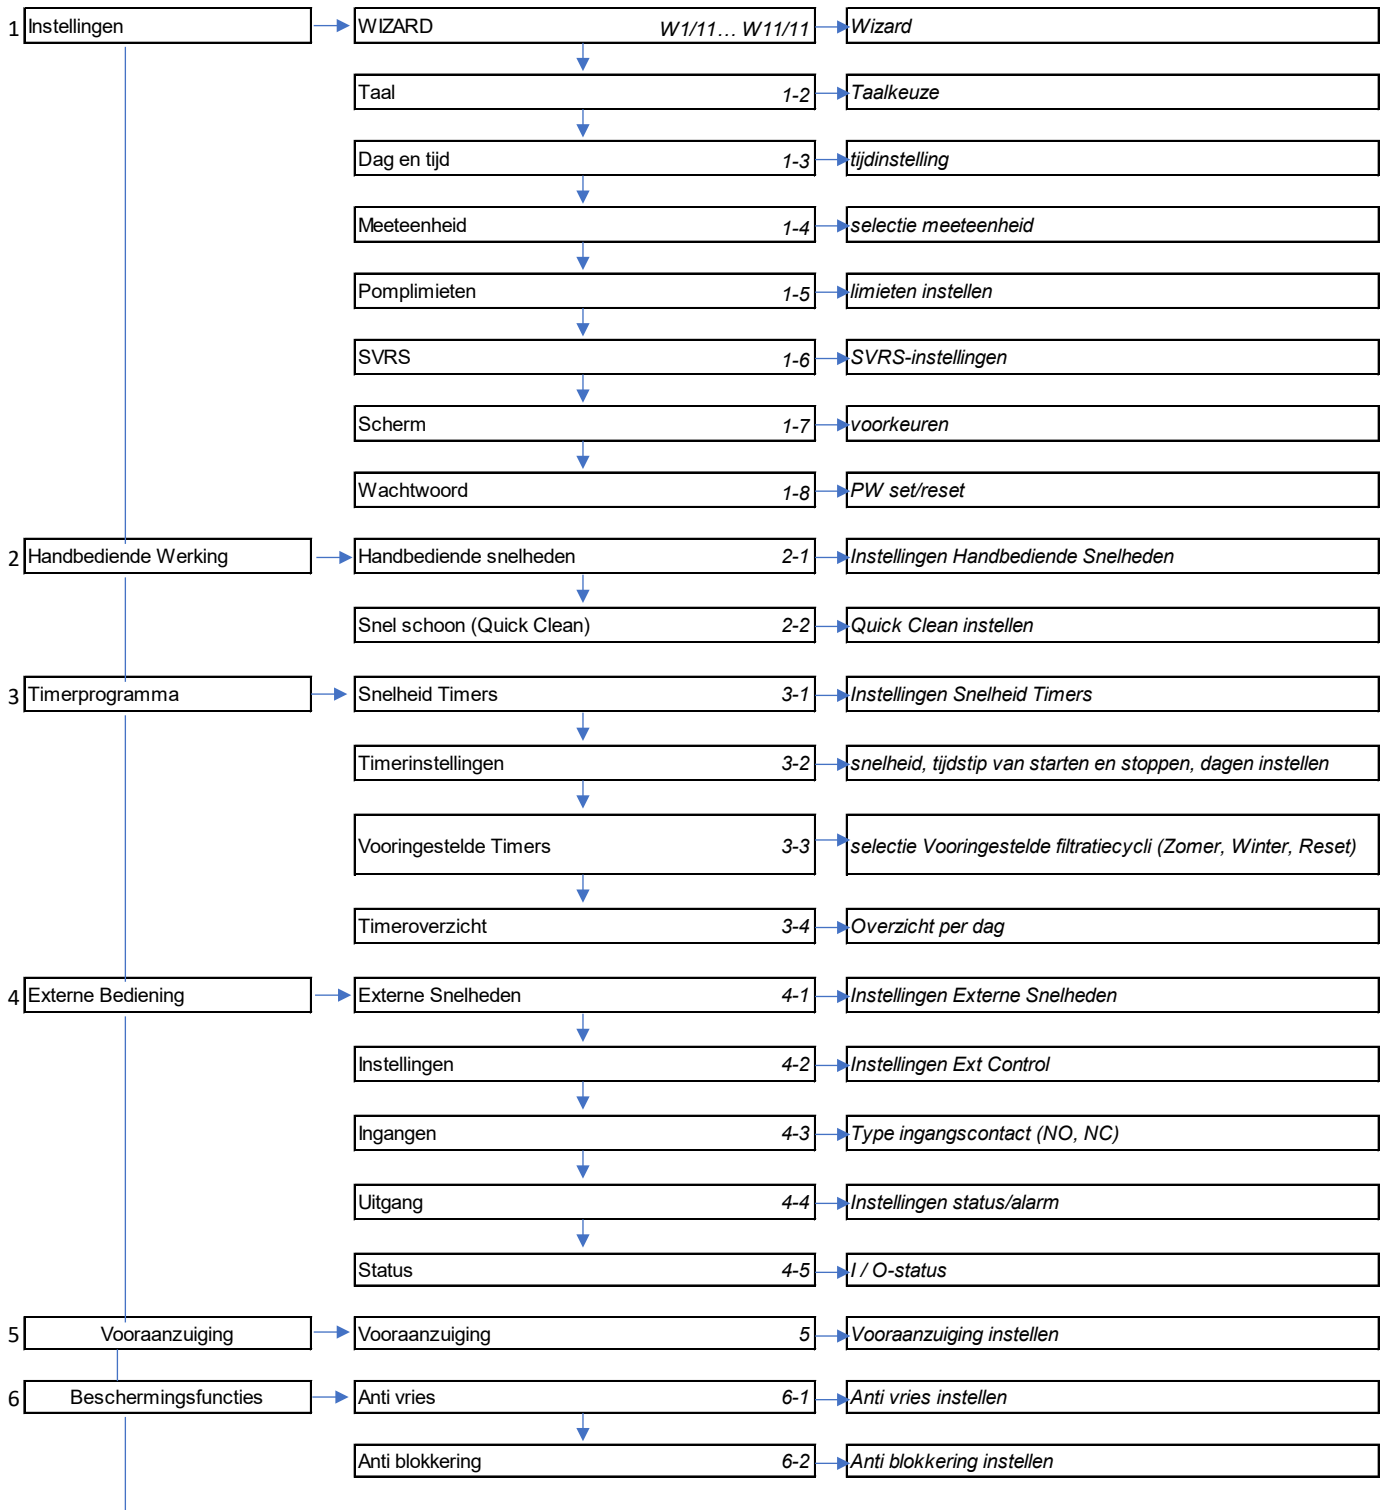 1 Instellingen WIZARD W1/11… W11/11 Wizard
Taal 1-2 Taalkeuze
Dag en tijd 1-3 tijdinstelling
Meeteenheid 1-4 selectie meeteenheid
Pomplimieten 1-5 limieten instellen
SVRS 1-6 SVRS-instellingen
Scherm 1-7 voorkeuren
Wachtwoord 1-8 PW set/reset
2 Handbediende Werking Handbediende snelheden 2-1 Instellingen Handbediende Snelheden
Snel schoon (Quick Clean) 2-2 Quick Clean instellen
3 Timerprogramma Snelheid Timers 3-1 Instellingen Snelheid Timers
Timerinstellingen 3-2 snelheid, tijdstip van starten en stoppen, dagen instellen
Vooringestelde Timers 3-3 selectie Vooringestelde filtratiecycli (Zomer, Winter, Reset)
Timeroverzicht 3-4 Overzicht per dag
4 Externe Bediening Externe Snelheden 4-1 Instellingen Externe Snelheden
Instellingen 4-2 Instellingen Ext Control
Ingangen 4-3 Type ingangscontact (NO, NC)
Uitgang 4-4 Instellingen status/alarm
Status 4-5 I / O-status
5 Vooraanzuiging Vooraanzuiging 5 Vooraanzuiging instellen
6 Beschermingsfuncties Anti vries 6-1 Anti vries instellen
Anti blokkering 6-2 Anti blokkering instellen